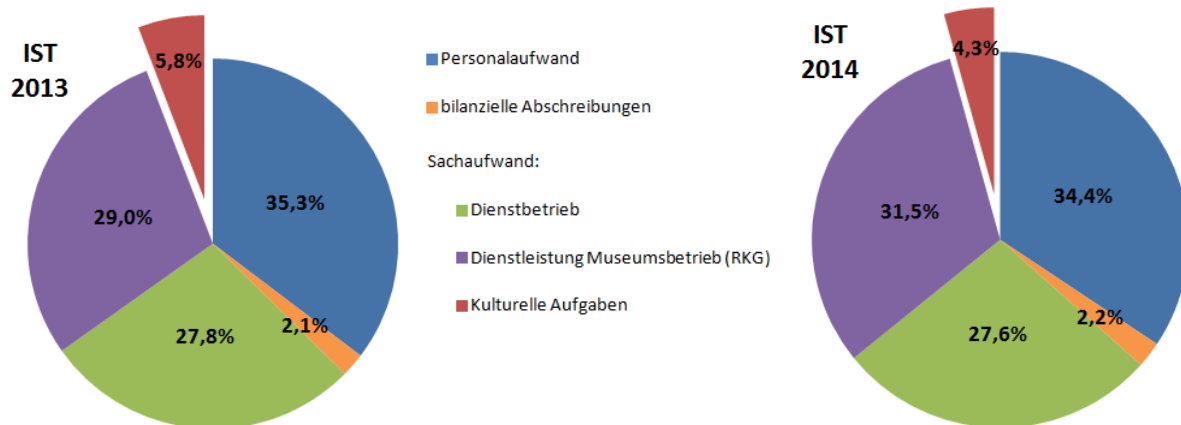 IST
2013
5,8%
35,3%
29,0%
2,1%
27,8%
Personalaufwand
bilanzielle Abschreibungen
Sachaufwand:
Dienstbetrieb
Dienstleistung Museumsbetrieb (RKG)
Kulturelle Aufgaben
IST
2014
4,3%
34,4%
31,5%
2,2%
27,6%